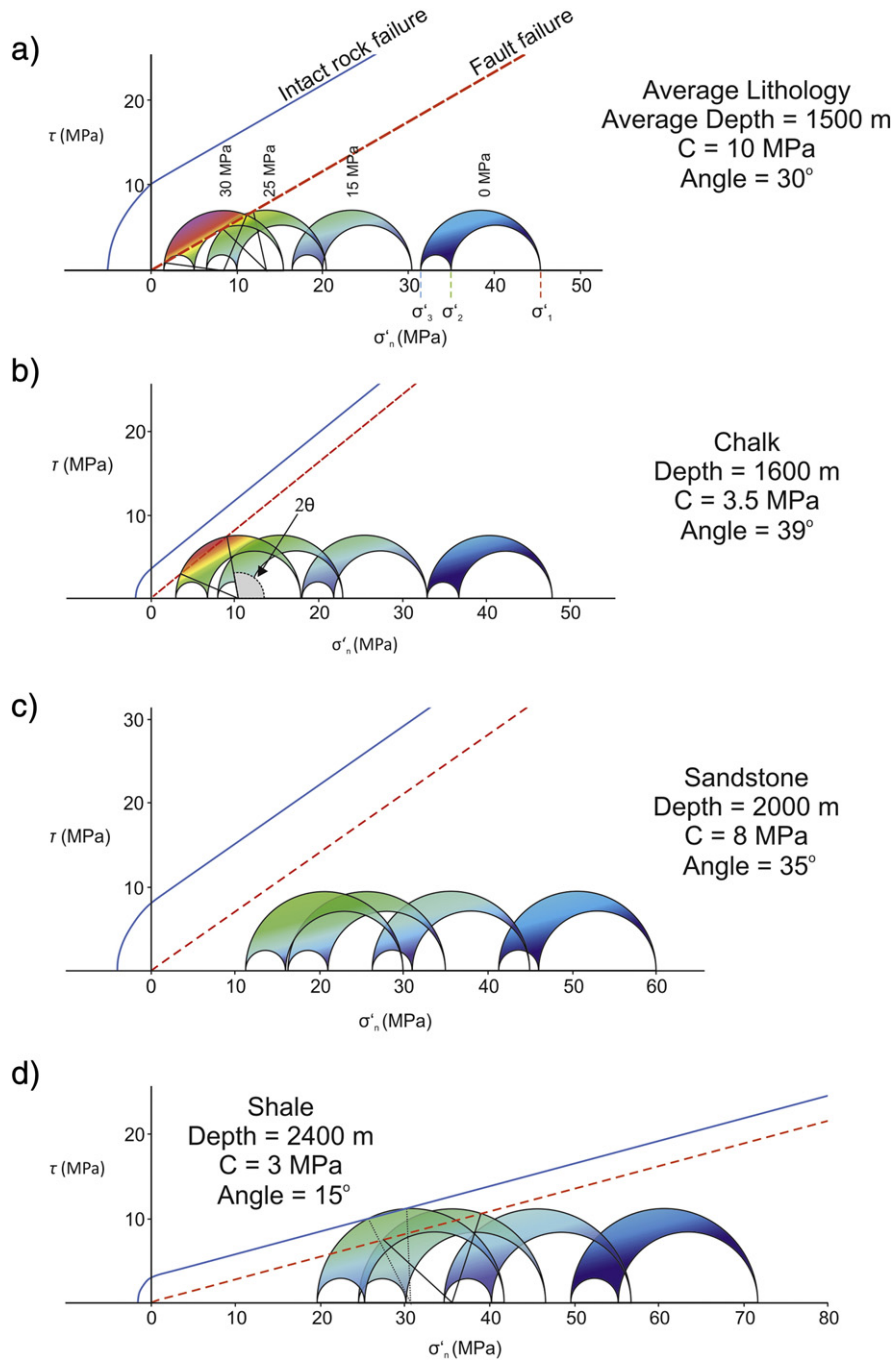 a)
Intact rock failure
Fault failure
20
τ (MPa)
10
30 MPa
25 MPa
15 MPa
0 MPa
0
10
20
30
40
50
σ'₃
σ'₂
σ'₁
σ'ₙ (MPa)
Average Lithology
Average Depth = 1500 m
C = 10 MPa
Angle = 30°
b)
20
τ (MPa)
10
2θ
0
0
10
20
30
40
50
σ'ₙ (MPa)
Chalk
Depth = 1600 m
C = 3.5 MPa
Angle = 39°
c)
30
20
τ (MPa)
10
0
0
10
20
30
40
50
60
σ'ₙ (MPa)
Sandstone
Depth = 2000 m
C = 8 MPa
Angle = 35°
d)
Shale
Depth = 2400 m
C = 3 MPa
Angle = 15°
20
τ (MPa)
10
0
0
10
20
30
40
50
60
70
80
σ'ₙ (MPa)